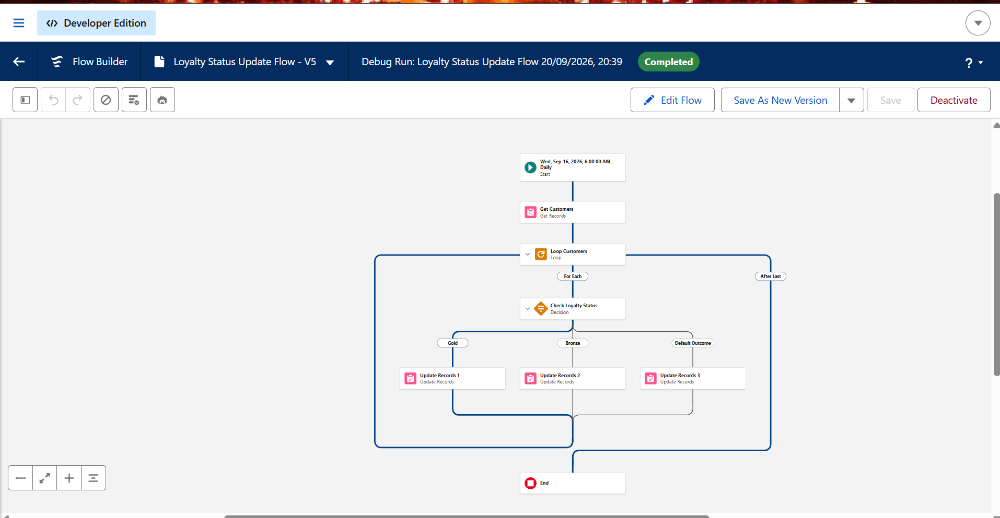 Developer Edition
Flow Builder
Loyalty Status Update Flow - V5
Debug Run: Loyalty Status Update Flow 20/09/2026, 20:39
Completed
?
Edit Flow
Save As New Version
Save
Deactivate
Wed, Sep 16, 2026, 6:00:00 AM,
Daily
Start
Get Customers
Get Records
Loop Customers
Loop
For Each
After Last
Check Loyalty Status
Decision
Gold
Bronze
Default Outcome
Update Records 1
Update Records
Update Records 2
Update Records
Update Records 3
Update Records
End